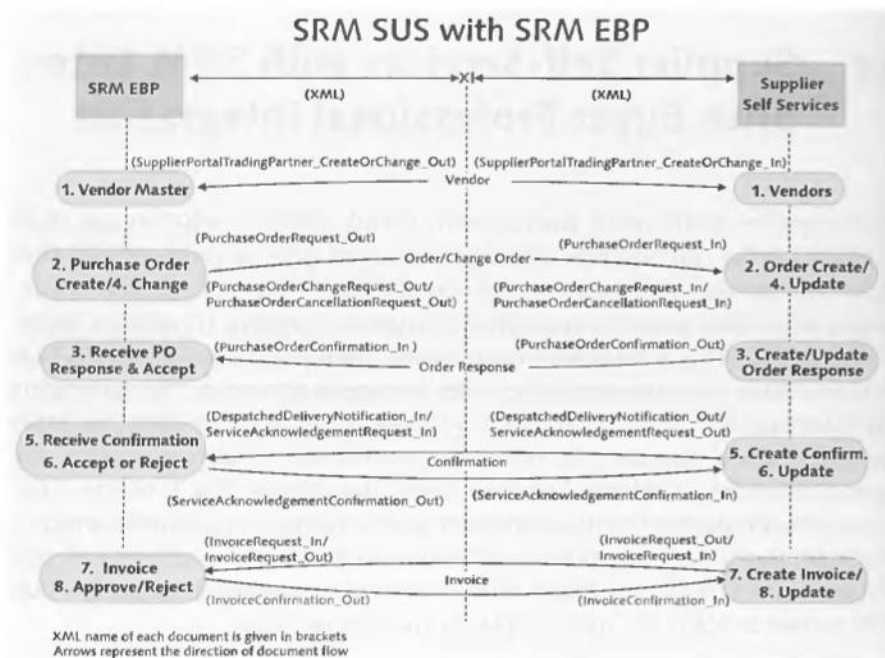 SRM SUS with SRM EBP
SRM EBP
XI
Supplier
Self Services
(XML)
(XML)
(SupplierPortalTradingPartner_CreateOrChange_Out)
(SupplierPortalTradingPartner_CreateOrChange_In)
1. Vendor Master
Vendor
1. Vendors
(PurchaseOrderRequest_Out)
(PurchaseOrderRequest_In)
2. Purchase Order
Create/4. Change
Order/Change Order
2. Order Create/
4. Update
(PurchaseOrderChangeRequest_Out/
PurchaseOrderCancellationRequest_Out)
(PurchaseOrderChangeRequest_In/
PurchaseOrderCancellationRequest_In)
(PurchaseOrderConfirmation_In )
(PurchaseOrderConfirmation_Out)
3. Receive PO
Response & Accept
Order Response
3. Create/Update
Order Response
(DespatchedDeliveryNotification_In/
ServiceAcknowledgementRequest_In)
(DespatchedDeliveryNotification_Out/
ServiceAcknowledgementRequest_Out)
5. Receive Confirmation
6. Accept or Reject
Confirmation
5. Create Confirm.
6. Update
(ServiceAcknowledgementConfirmation_Out)
(ServiceAcknowledgementConfirmation_In)
(InvoiceRequest_In/
InvoiceRequest_Out)
(InvoiceRequest_Out/
InvoiceRequest_In)
7. Invoice
8. Approve/Reject
Invoice
7. Create Invoice/
8. Update
(InvoiceConfirmation_Out)
(InvoiceConfirmation_In)
XML name of each document is given in brackets
Arrows represent the direction of document flow